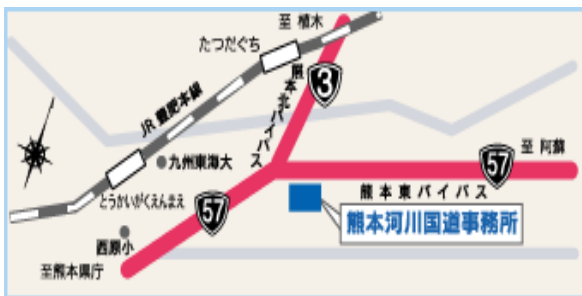 至 植木
たつだぐち
3
熊本北バイパス
JR 豊肥本線
九州東海大
至 阿蘇
57
熊本東バイパス
とうかいがくえんまえ
57
熊本河川国道事務所
西原小
至熊本県庁